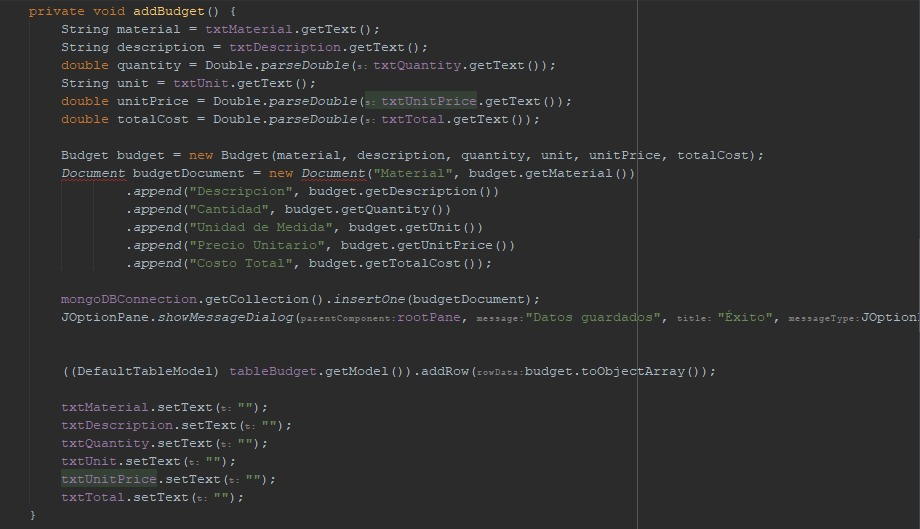 private void addBudget() {
String material = txtMaterial.getText();
String description = txtDescription.getText();
double quantity = Double.parseDouble(s: txtQuantity.getText());
String unit = txtUnit.getText();
double unitPrice = Double.parseDouble(s: txtUnitPrice.getText());
double totalCost = Double.parseDouble(s: txtTotal.getText());
Budget budget = new Budget(material, description, quantity, unit, unitPrice, totalCost);
Document budgetDocument = new Document("Material", budget.getMaterial())
.append("Descripcion", budget.getDescription())
.append("Cantidad", budget.getQuantity())
.append("Unidad de Medida", budget.getUnit())
.append("Precio Unitario", budget.getUnitPrice())
.append("Costo Total", budget.getTotalCost());
mongoDBConnection.getCollection().insertOne(budgetDocument);
JOptionPane.showMessageDialog(parentComponent:rootPane, message:"Datos guardados", title: "Éxito", messageType:JOption
((DefaultTableModel) tableBudget.getModel()).addRow(rowData:budget.toObjectArray());
txtMaterial.setText(t: "");
txtDescription.setText(t: "");
txtQuantity.setText(t: "");
txtUnit.setText(t: "");
txtUnitPrice.setText(t: "");
txtTotal.setText(t: "");
}